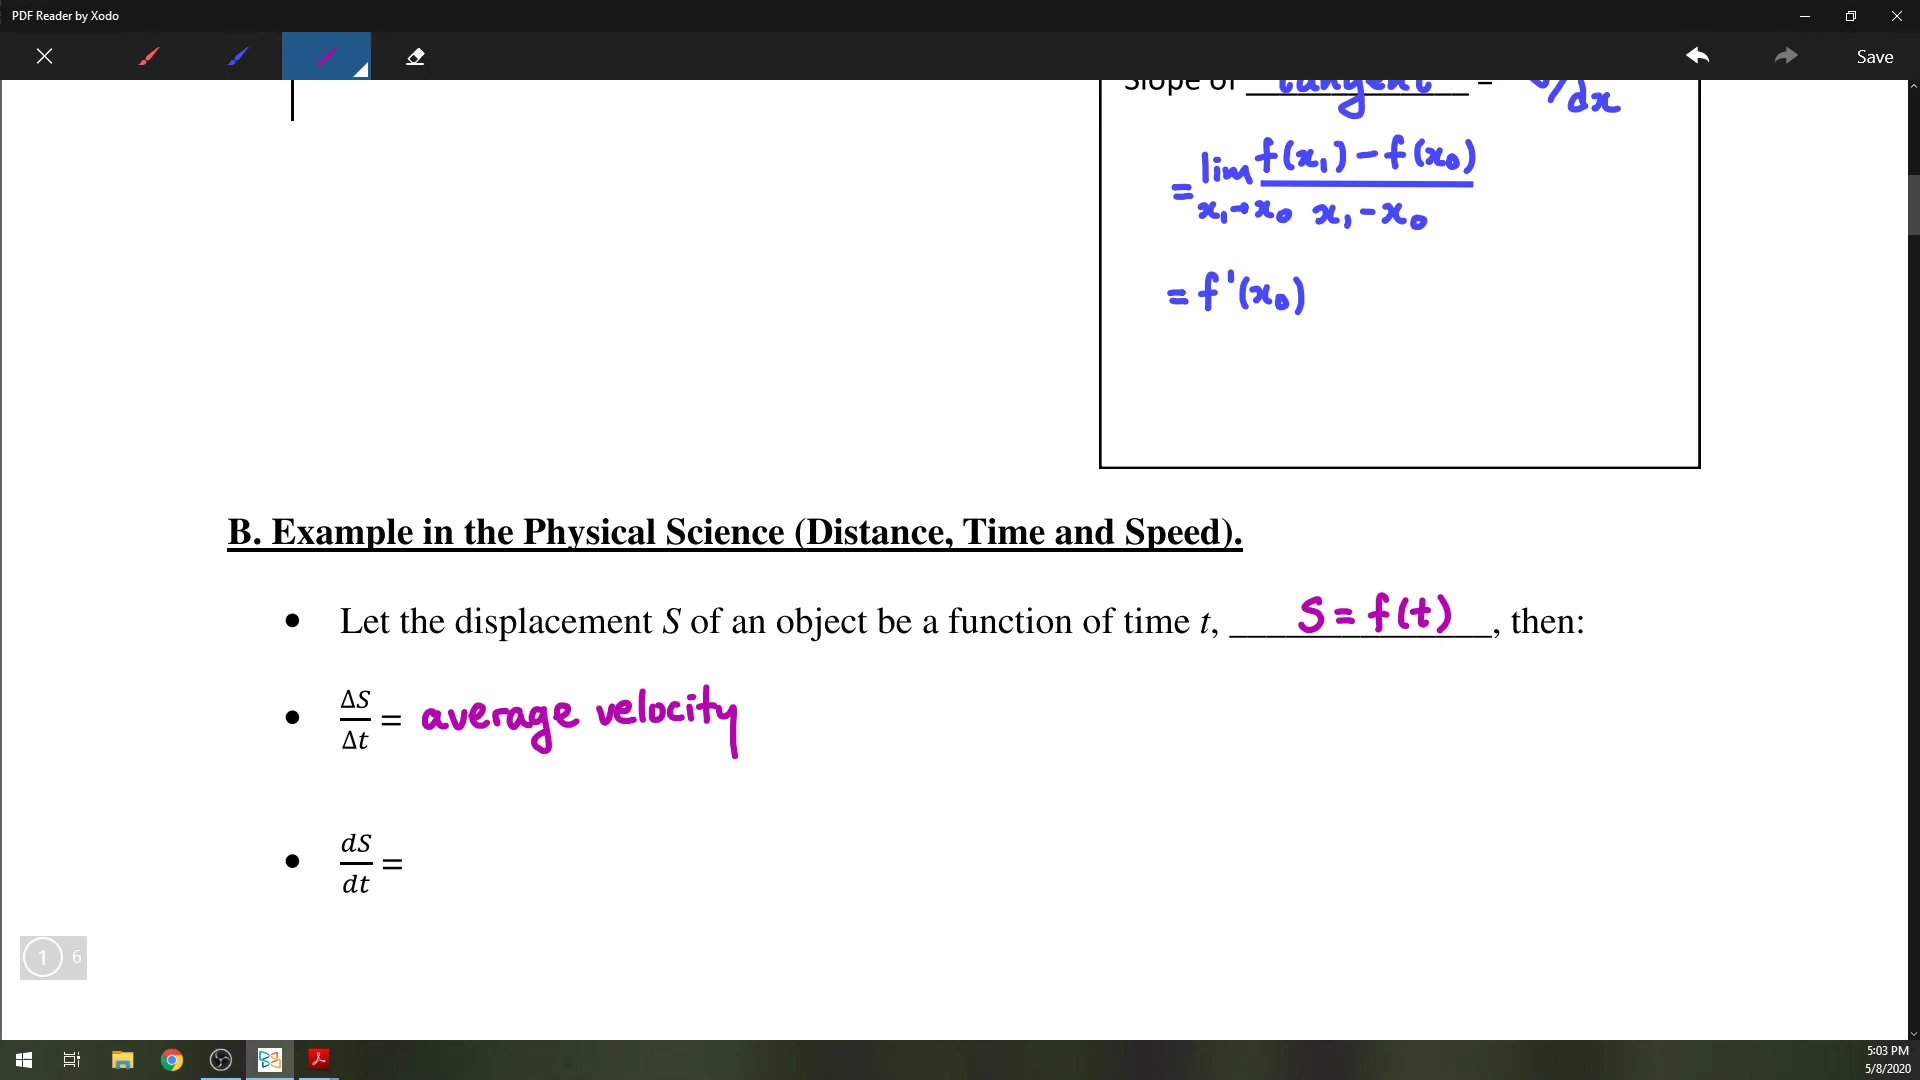 PDF Reader by Xodo
Save
Slope of tangent =
/dx
= lim f(x₁) - f(x₀)
x₁→x₀ x₁ - x₀
= f'(x₀)
B. Example in the Physical Science (Distance, Time and Speed).
• Let the displacement S of an object be a function of time t, S = f(t), then:
• ΔS/Δt = average velocity
• dS/dt =
1 6
5:03 PM
5/8/2020